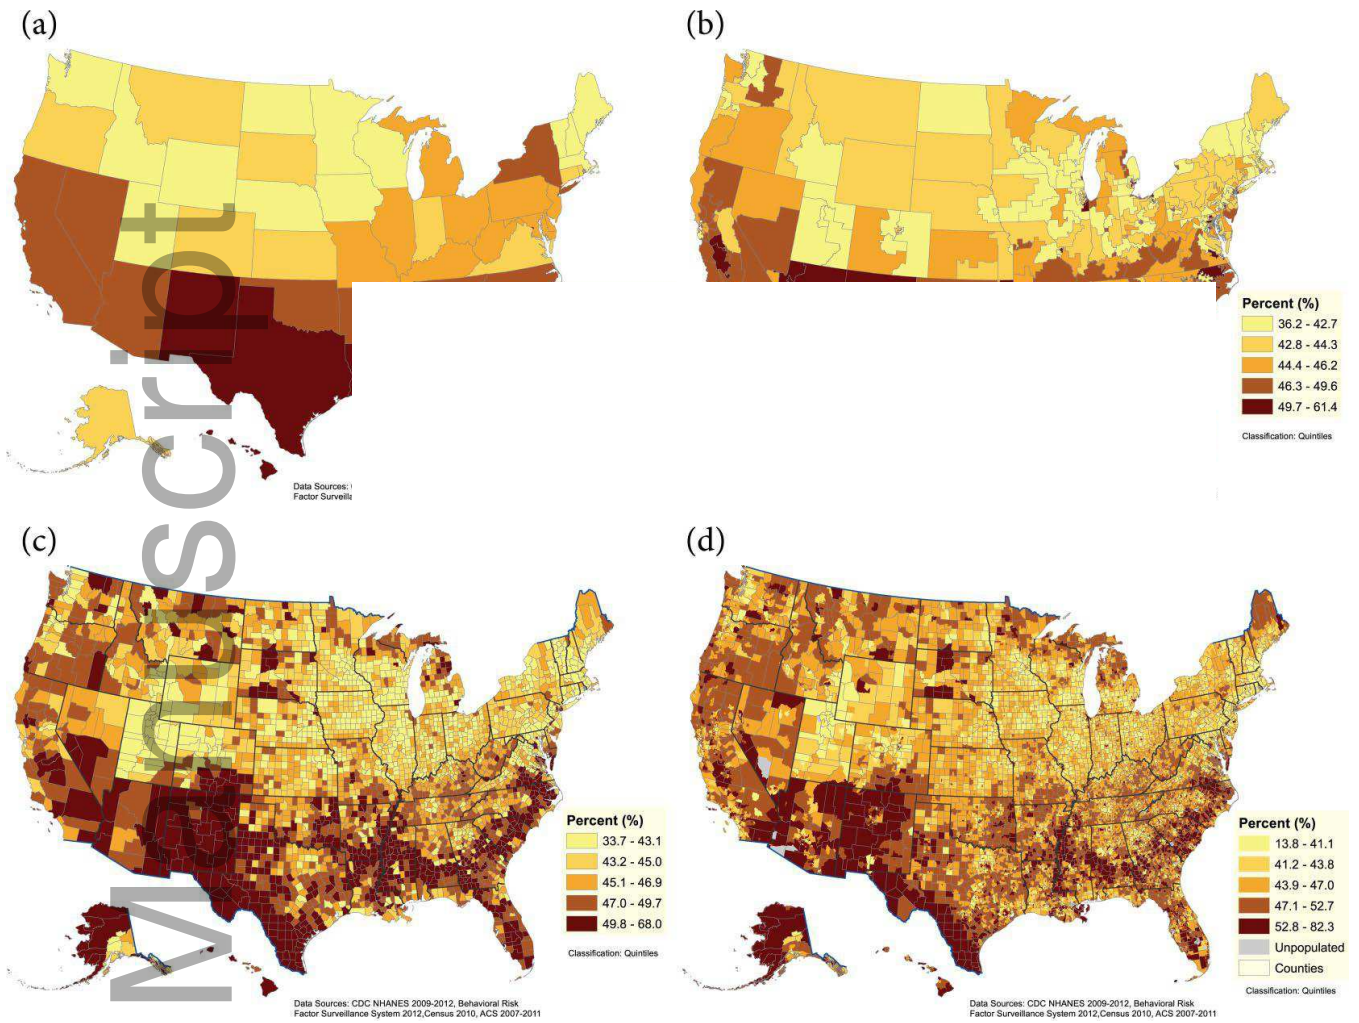 (a)
(b)
Percent (%)
36.2 - 42.7
42.8 - 44.3
44.4 - 46.2
46.3 - 49.6
49.7 - 61.4
Classification: Quintiles
Data Sources:
Factor Surveilla
(c)
(d)
Percent (%)
33.7 - 43.1
43.2 - 45.0
45.1 - 46.9
47.0 - 49.7
49.8 - 68.0
Classification: Quintiles
Data Sources: CDC NHANES 2009-2012, Behavioral Risk
Factor Surveillance System 2012,Census 2010, ACS 2007-2011
Percent (%)
13.8 - 41.1
41.2 - 43.8
43.9 - 47.0
47.1 - 52.7
52.8 - 82.3
Unpopulated
Counties
Classification: Quintiles
Data Sources: CDC NHANES 2009-2012, Behavioral Risk
Factor Surveillance System 2012,Census 2010, ACS 2007-2011
Manuscript